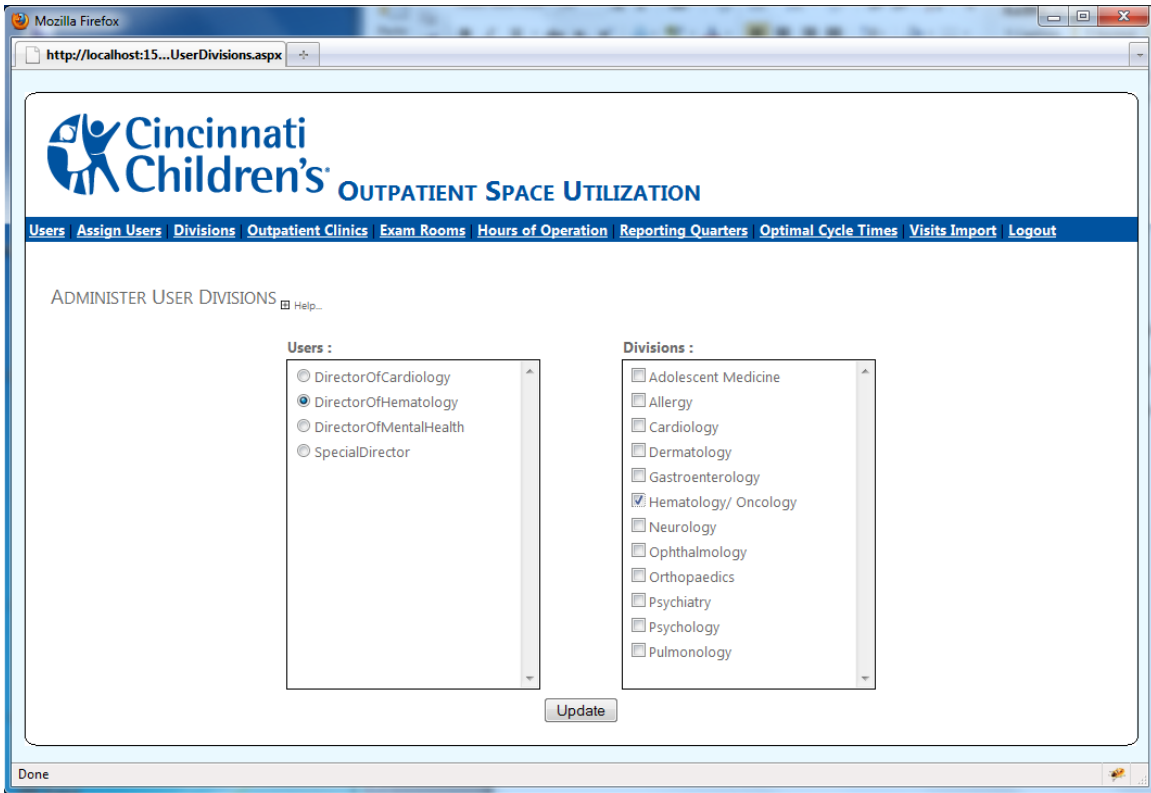 Mozilla Firefox
http://localhost:15...UserDivisions.aspx
Cincinnati
Children's
OUTPATIENT SPACE UTILIZATION
Users | Assign Users | Divisions | Outpatient Clinics | Exam Rooms | Hours of Operation | Reporting Quarters | Optimal Cycle Times | Visits Import | Logout
ADMINISTER USER DIVISIONS Help...
Users :
DirectorOfCardiology
DirectorOfHematology
DirectorOfMentalHealth
SpecialDirector
Divisions :
Adolescent Medicine
Allergy
Cardiology
Dermatology
Gastroenterology
Hematology/ Oncology
Neurology
Ophthalmology
Orthopaedics
Psychiatry
Psychology
Pulmonology
Update
Done